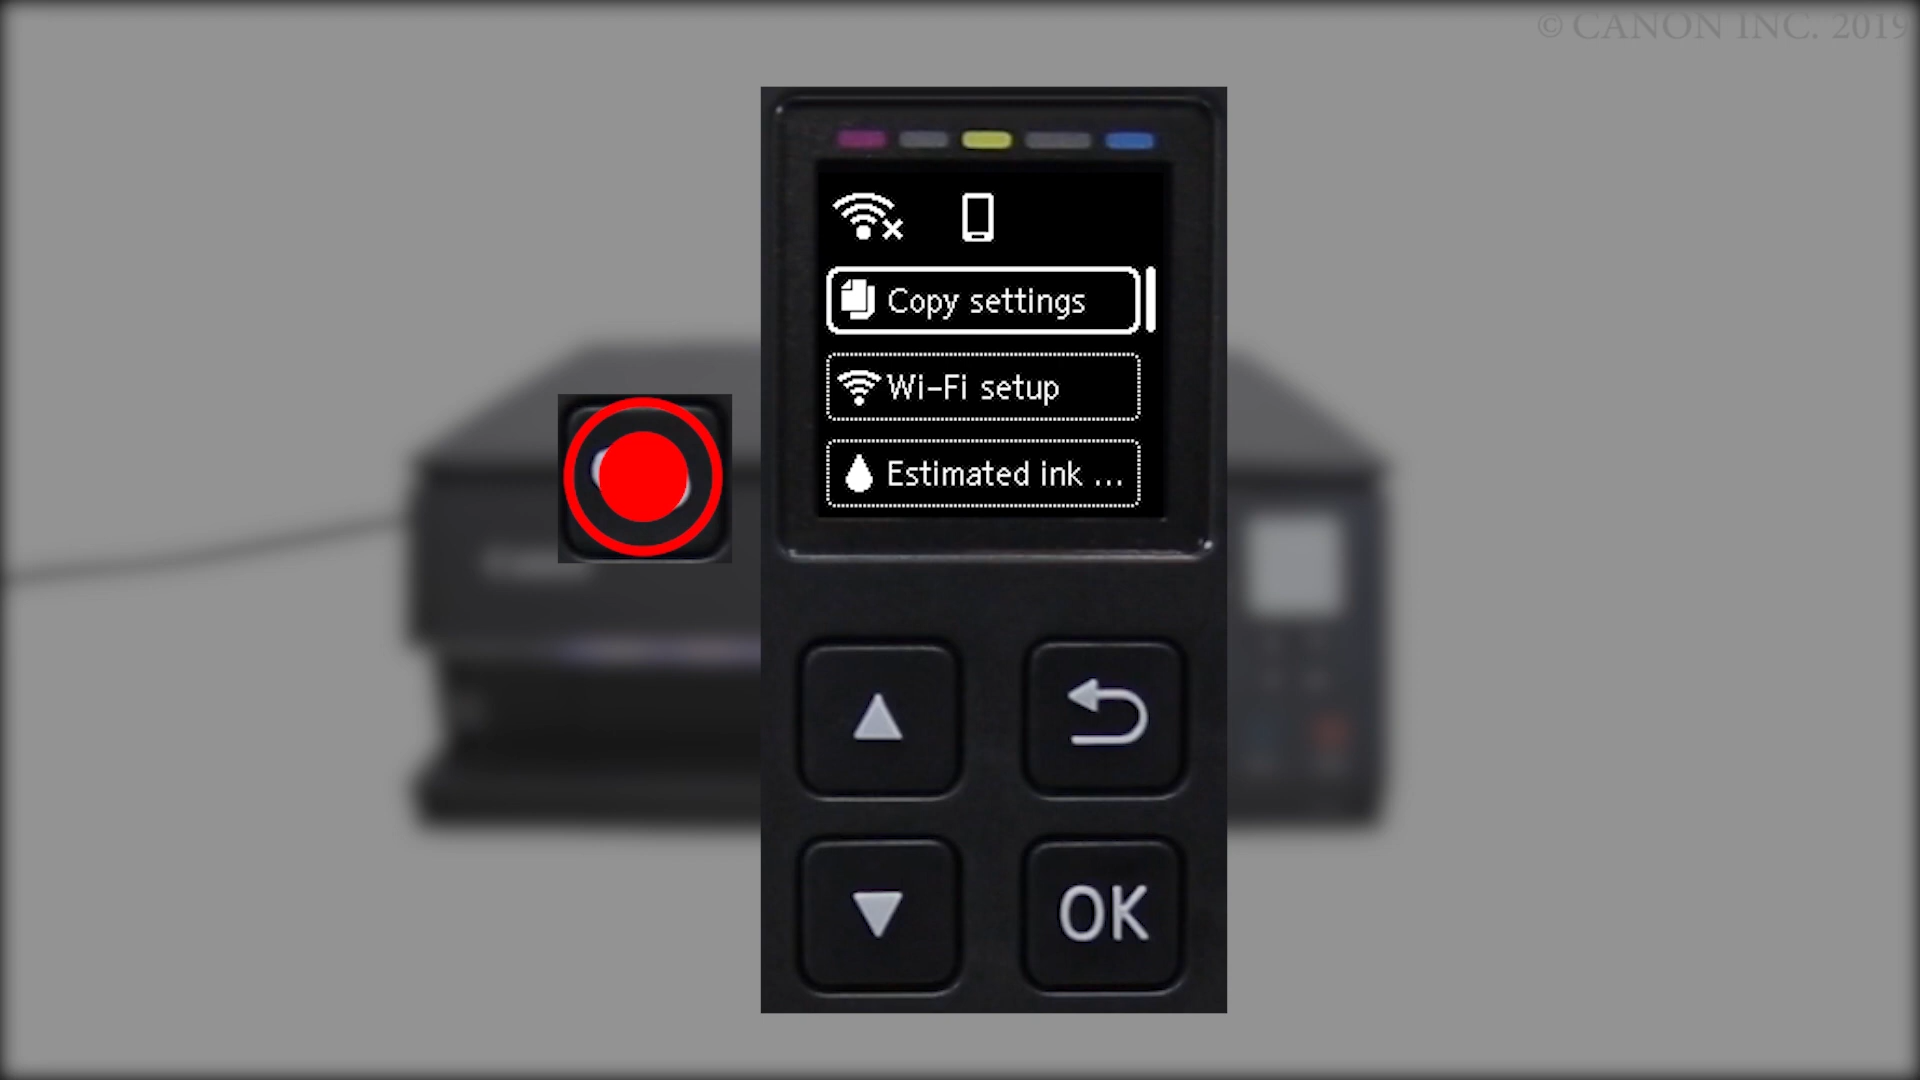 © CANON INC. 2019
Copy settings
Wi-Fi setup
Estimated ink ...
OK